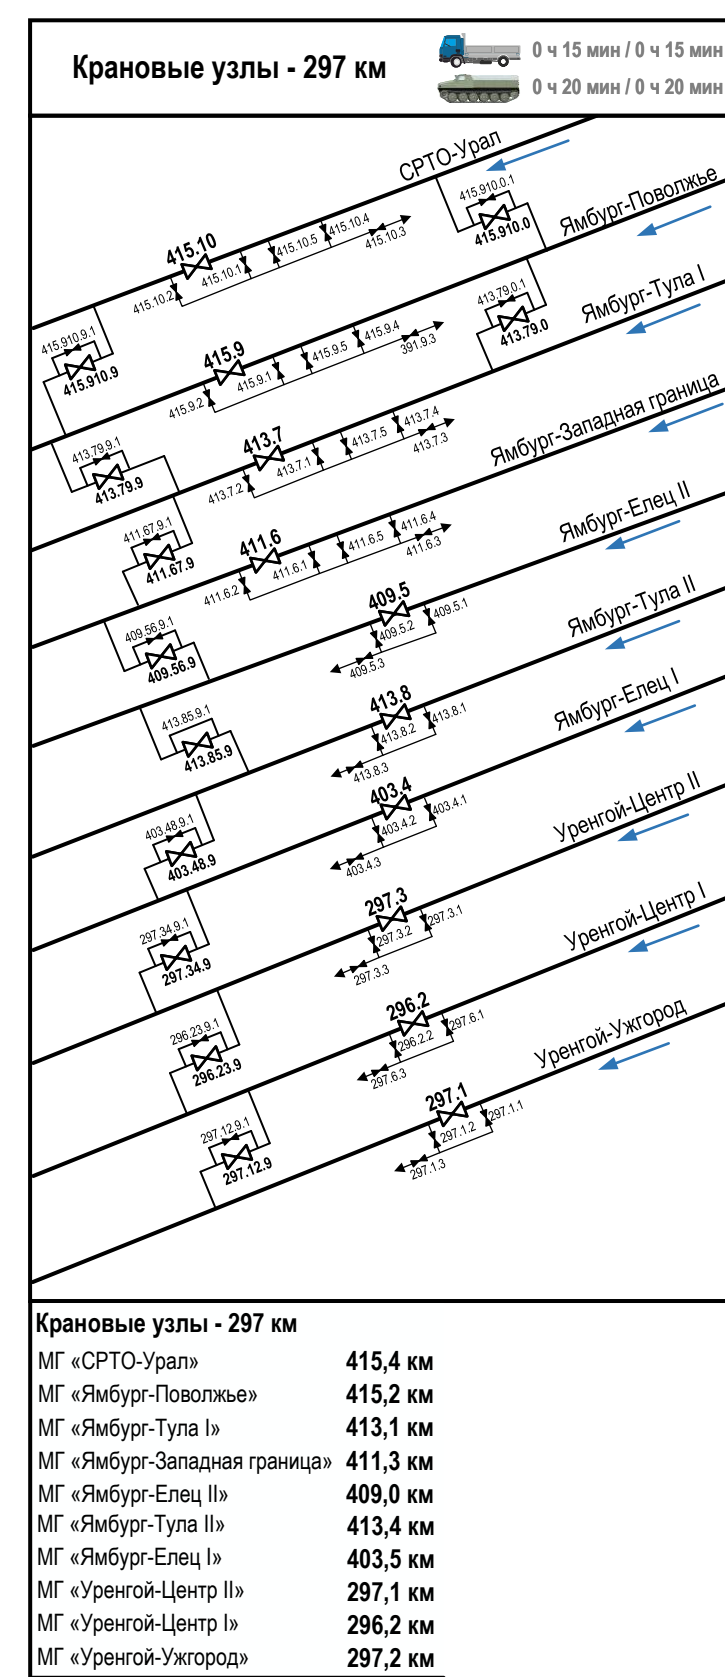 Крановые узлы - 297 км
0 ч 15 мин / 0 ч 15 мин
0 ч 20 мин / 0 ч 20 мин
СРТО-Урал
415.10
415.10.2
415.10.1
415.10.5
415.10.4
415.10.3
415.910.0.1
415.910.0
Ямбург-Поволжье
415.910.9.1
415.910.9
415.9
415.9.2
415.9.1
415.9.5
415.9.4
391.9.3
413.79.0.1
413.79.0
Ямбург-Тула I
413.79.9.1
413.79.9
413.7
413.7.2
413.7.1
413.7.5
413.7.4
413.7.3
Ямбург-Западная граница
411.67.9.1
411.67.9
411.6
411.6.2
411.6.1
411.6.5
411.6.4
411.6.3
Ямбург-Елец II
409.56.9.1
409.56.9
409.5
409.5.2
409.5.1
409.5.3
Ямбург-Тула II
413.85.9.1
413.85.9
413.8
413.8.2
413.8.1
413.8.3
Ямбург-Елец I
403.48.9.1
403.48.9
403.4
403.4.2
403.4.1
403.4.3
Уренгой-Центр II
297.34.9.1
297.34.9
297.3
297.3.2
297.3.1
297.3.3
Уренгой-Центр I
296.23.9.1
296.23.9
296.2
296.2.2
297.6.1
297.6.3
Уренгой-Ужгород
297.12.9.1
297.12.9
297.1
297.1.2
297.1.1
297.1.3
Крановые узлы - 297 км
МГ «СРТО-Урал» 415,4 км
МГ «Ямбург-Поволжье» 415,2 км
МГ «Ямбург-Тула I» 413,1 км
МГ «Ямбург-Западная граница» 411,3 км
МГ «Ямбург-Елец II» 409,0 км
МГ «Ямбург-Тула II» 413,4 км
МГ «Ямбург-Елец I» 403,5 км
МГ «Уренгой-Центр II» 297,1 км
МГ «Уренгой-Центр I» 296,2 км
МГ «Уренгой-Ужгород» 297,2 км